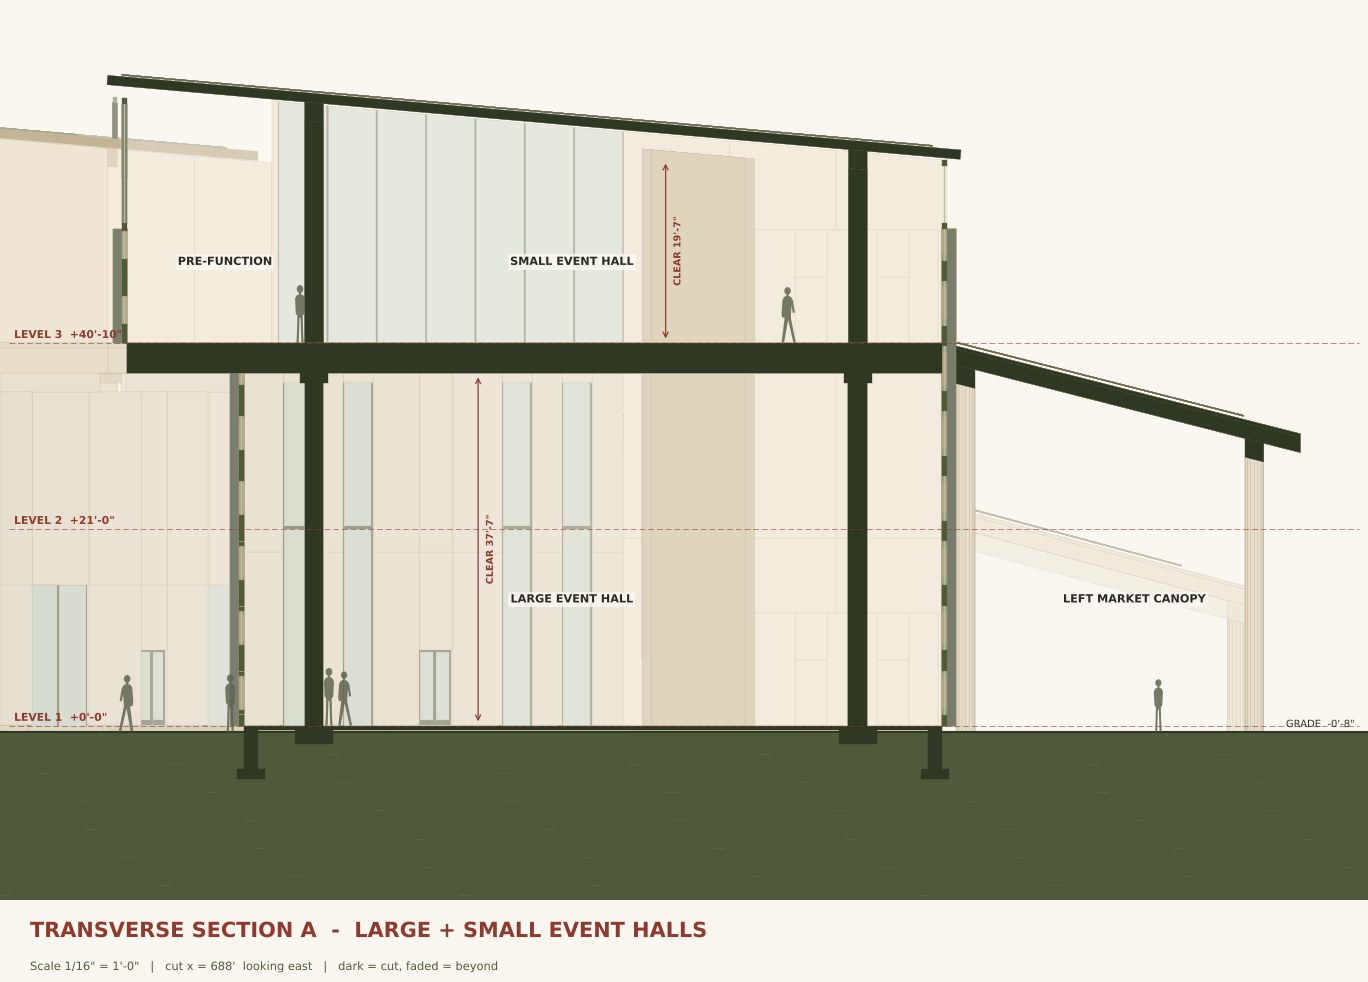 CLEAR 19'-7"
PRE-FUNCTION
SMALL EVENT HALL
LEVEL 3 +40'-10"
LEVEL 2 +21'-0"
CLEAR 37'-7"
LARGE EVENT HALL
LEFT MARKET CANOPY
LEVEL 1 +0'-0"
GRADE -0'-8"
TRANSVERSE SECTION A - LARGE + SMALL EVENT HALLS
Scale 1/16" = 1'-0" | cut x = 688' looking east | dark = cut, faded = beyond